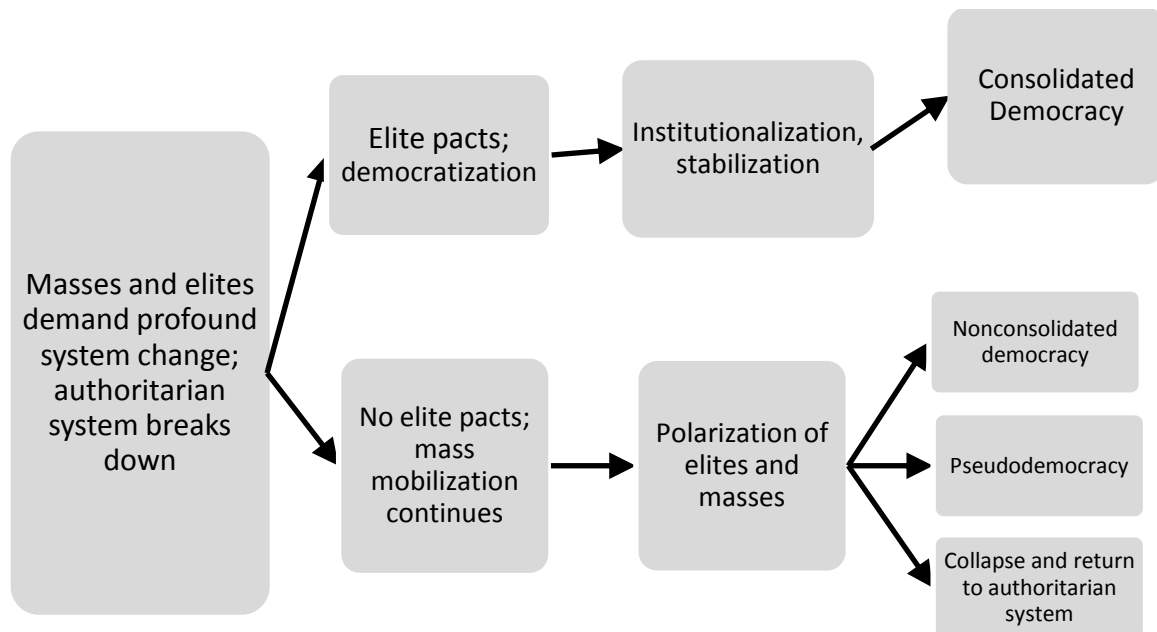 Masses and elites
demand profound
system change;
authoritarian
system breaks
down
Elite pacts;
democratization
Institutionalization,
stabilization
Consolidated
Democracy
No elite pacts;
mass
mobilization
continues
Polarization of
elites and
masses
Nonconsolidated
democracy
Pseudodemocracy
Collapse and return
to authoritarian
system